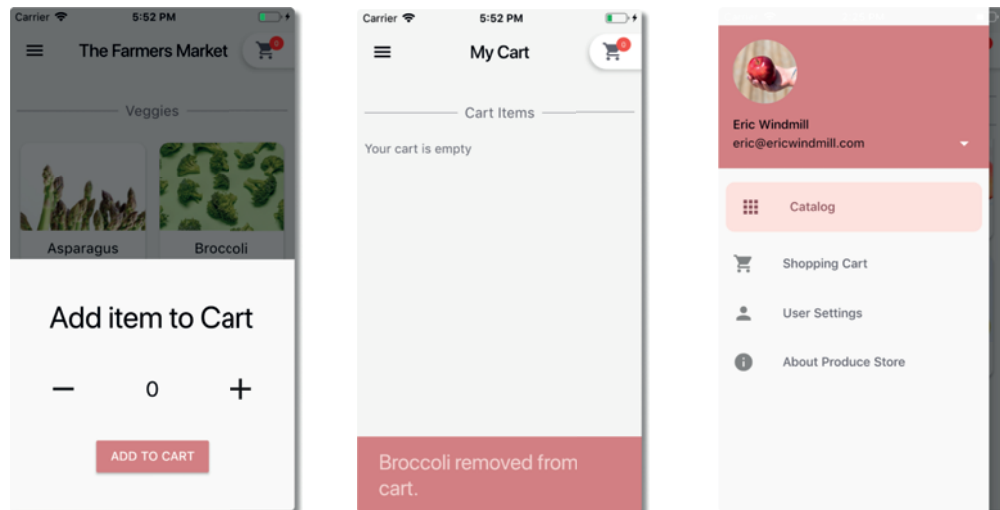 Carrier 5:52 PM
The Farmers Market 0
Veggies
Asparagus Broccoli
Add item to Cart
0
ADD TO CART
Carrier 5:52 PM
My Cart 0
Cart Items
Your cart is empty
Broccoli removed from
cart.
Eric Windmill
eric@ericwindmill.com
Catalog
Shopping Cart
User Settings
About Produce Store